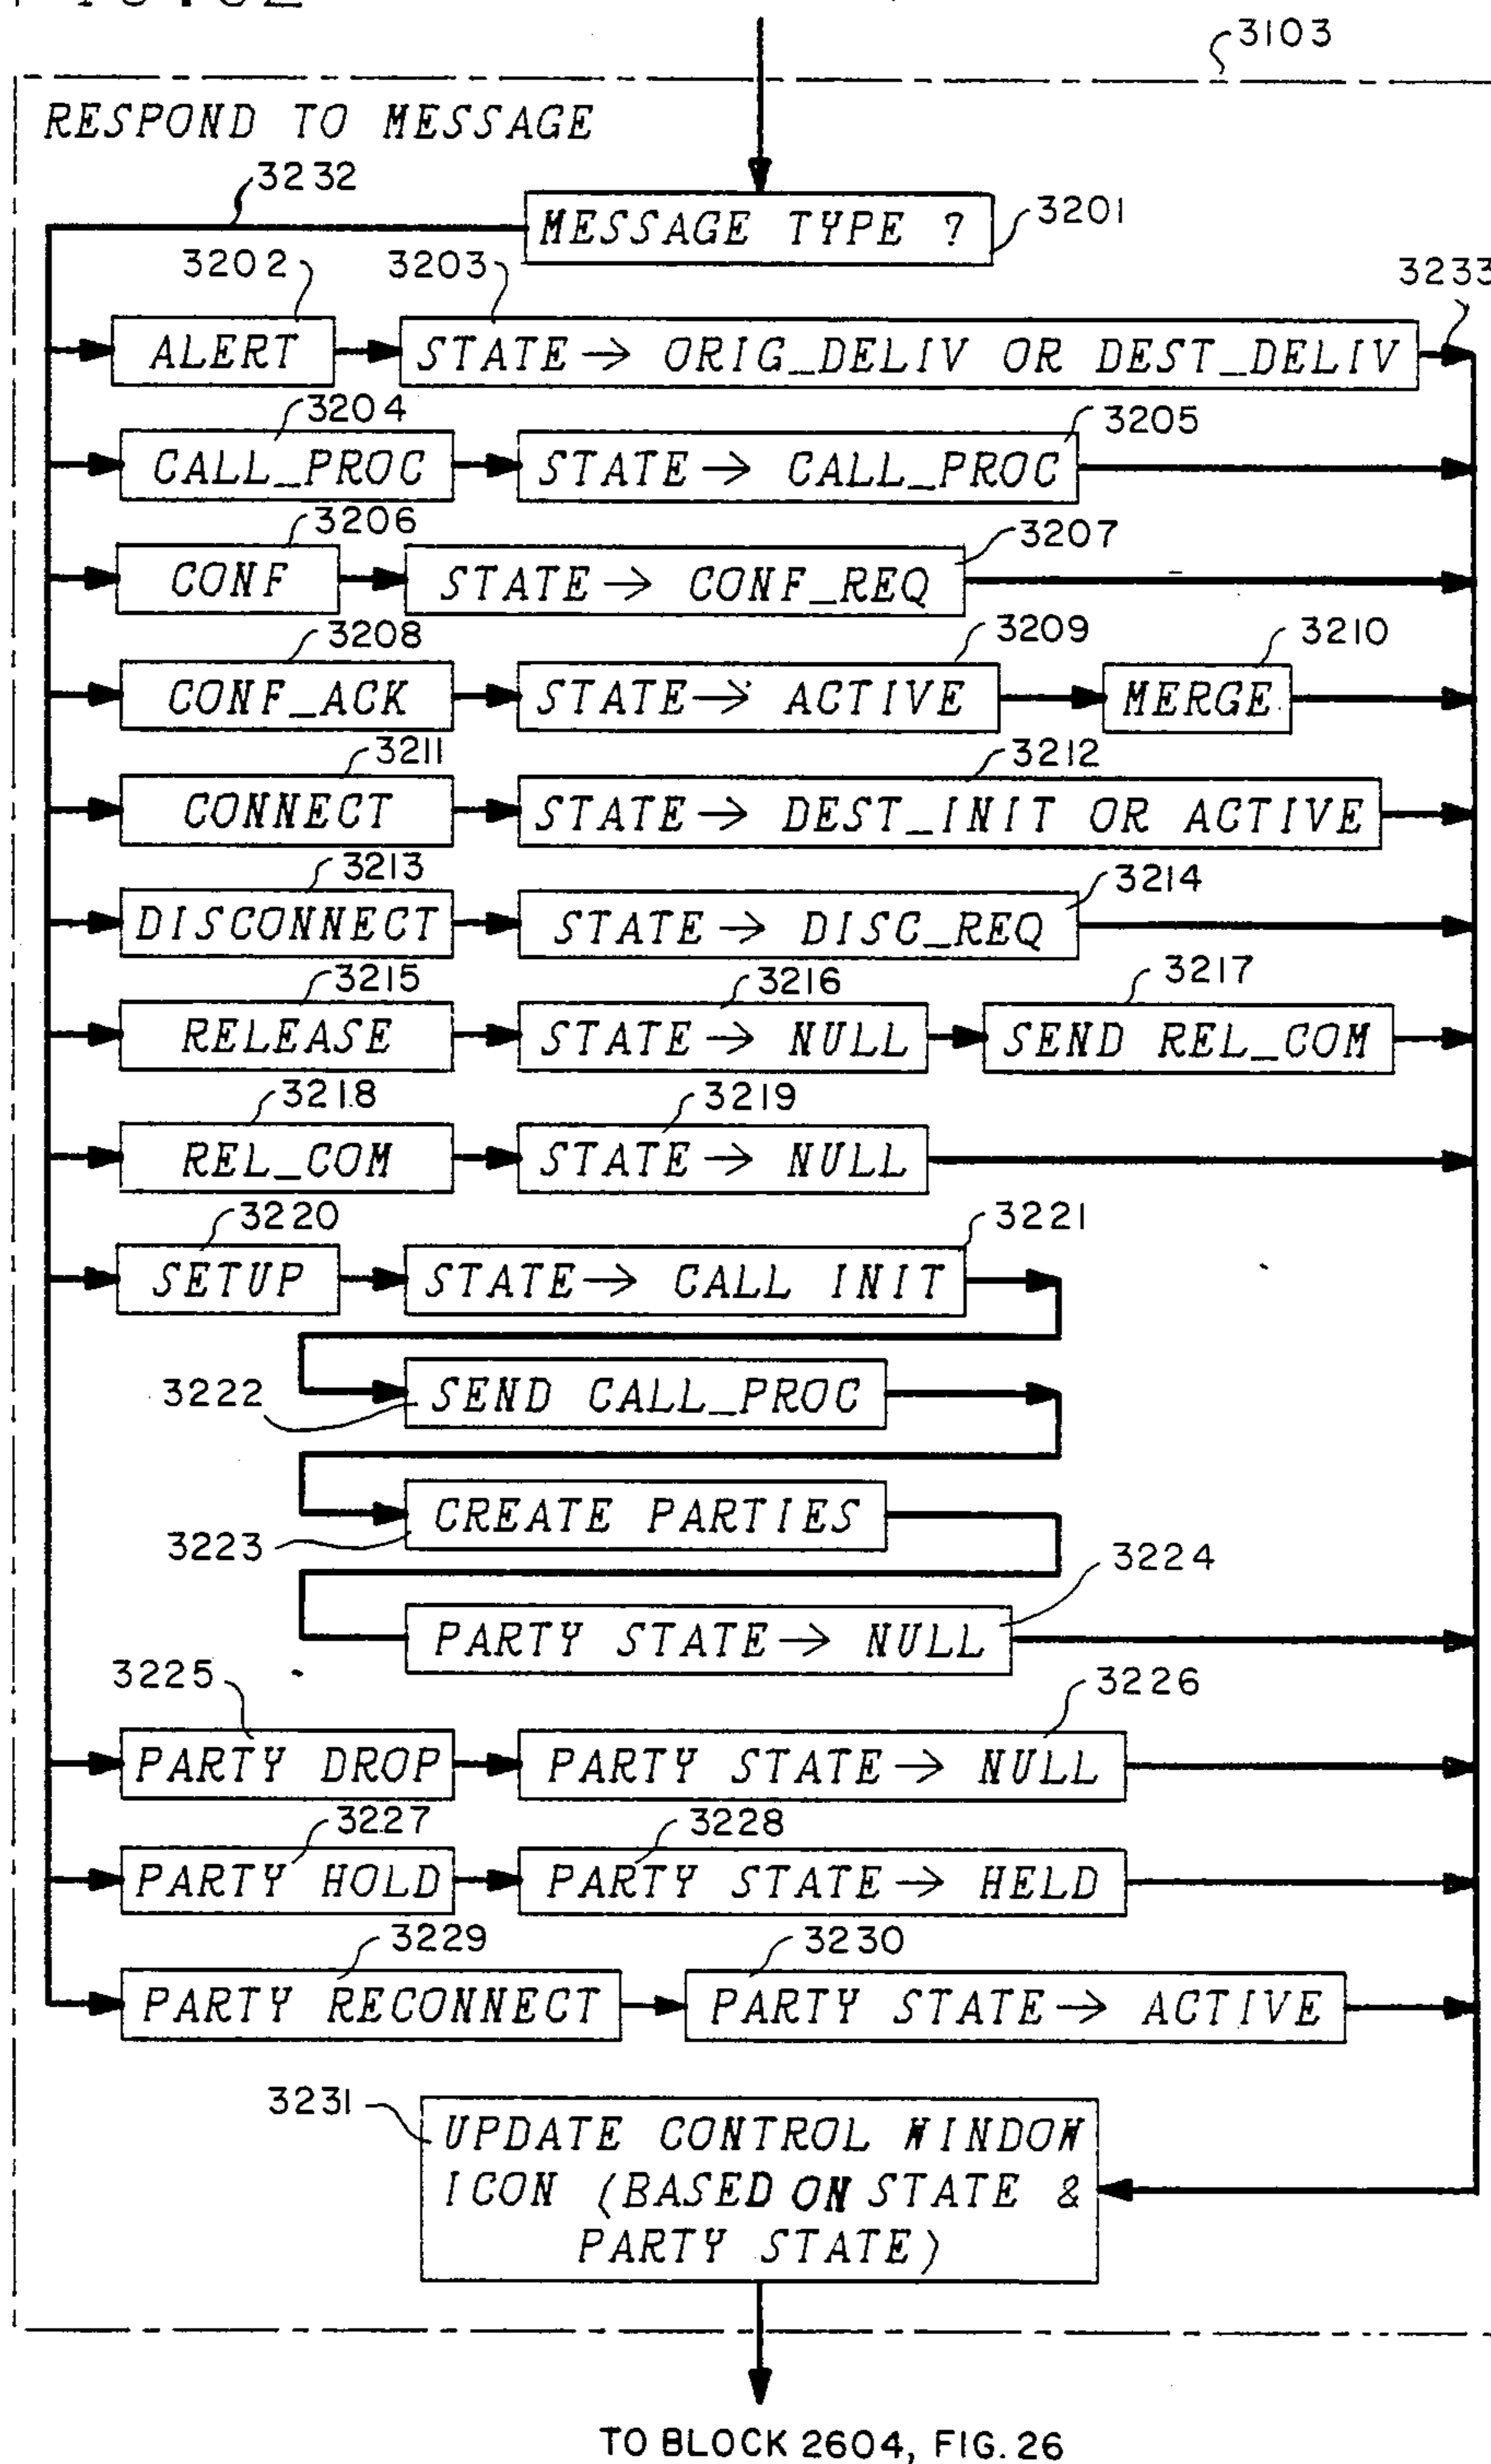 3103
RESPOND TO MESSAGE
3232
MESSAGE TYPE ?
3201
3202
3203
3233
ALERT
STATE → ORIG_DELIV OR DEST_DELIV
3204
3205
CALL_PROC
STATE → CALL_PROC
3206
3207
CONF
STATE → CONF_REQ
3208
3209
3210
CONF_ACK
STATE → ACTIVE
MERGE
3211
3212
CONNECT
STATE → DEST_INIT OR ACTIVE
3213
3214
DISCONNECT
STATE → DISC_REQ
3215
3216
3217
RELEASE
STATE → NULL
SEND REL_COM
3218
3219
REL_COM
STATE → NULL
3220
3221
SETUP
STATE → CALL INIT
3222
SEND CALL_PROC
3223
CREATE PARTIES
3224
PARTY STATE → NULL
3225
3226
PARTY DROP
PARTY STATE → NULL
3227
3228
PARTY HOLD
PARTY STATE → HELD
3229
3230
PARTY RECONNECT
PARTY STATE → ACTIVE
3231
UPDATE CONTROL WINDOW
ICON (BASED ON STATE &
PARTY STATE)
TO BLOCK 2604, FIG. 26